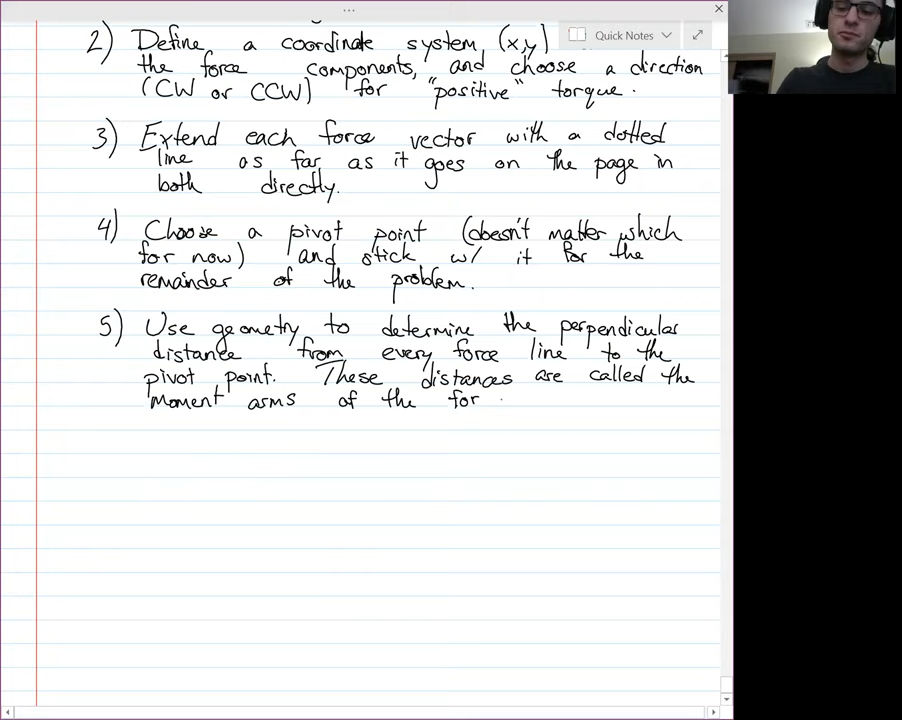 Quick Notes
2) Define a coordinate system, (x,y)
the force components, and choose a direction
(CW or CCW) for "positive" torque.
3) Extend each force vector with a dotted
line as far as it goes on the page in
both directly.
4) Choose a pivot point (doesn't matter which
for now) and stick w/ it for the
remainder of the problem.
5) Use geometry to determine the perpendicular
distance from every force line to the
pivot point. These distances are called the
moment arms of the for